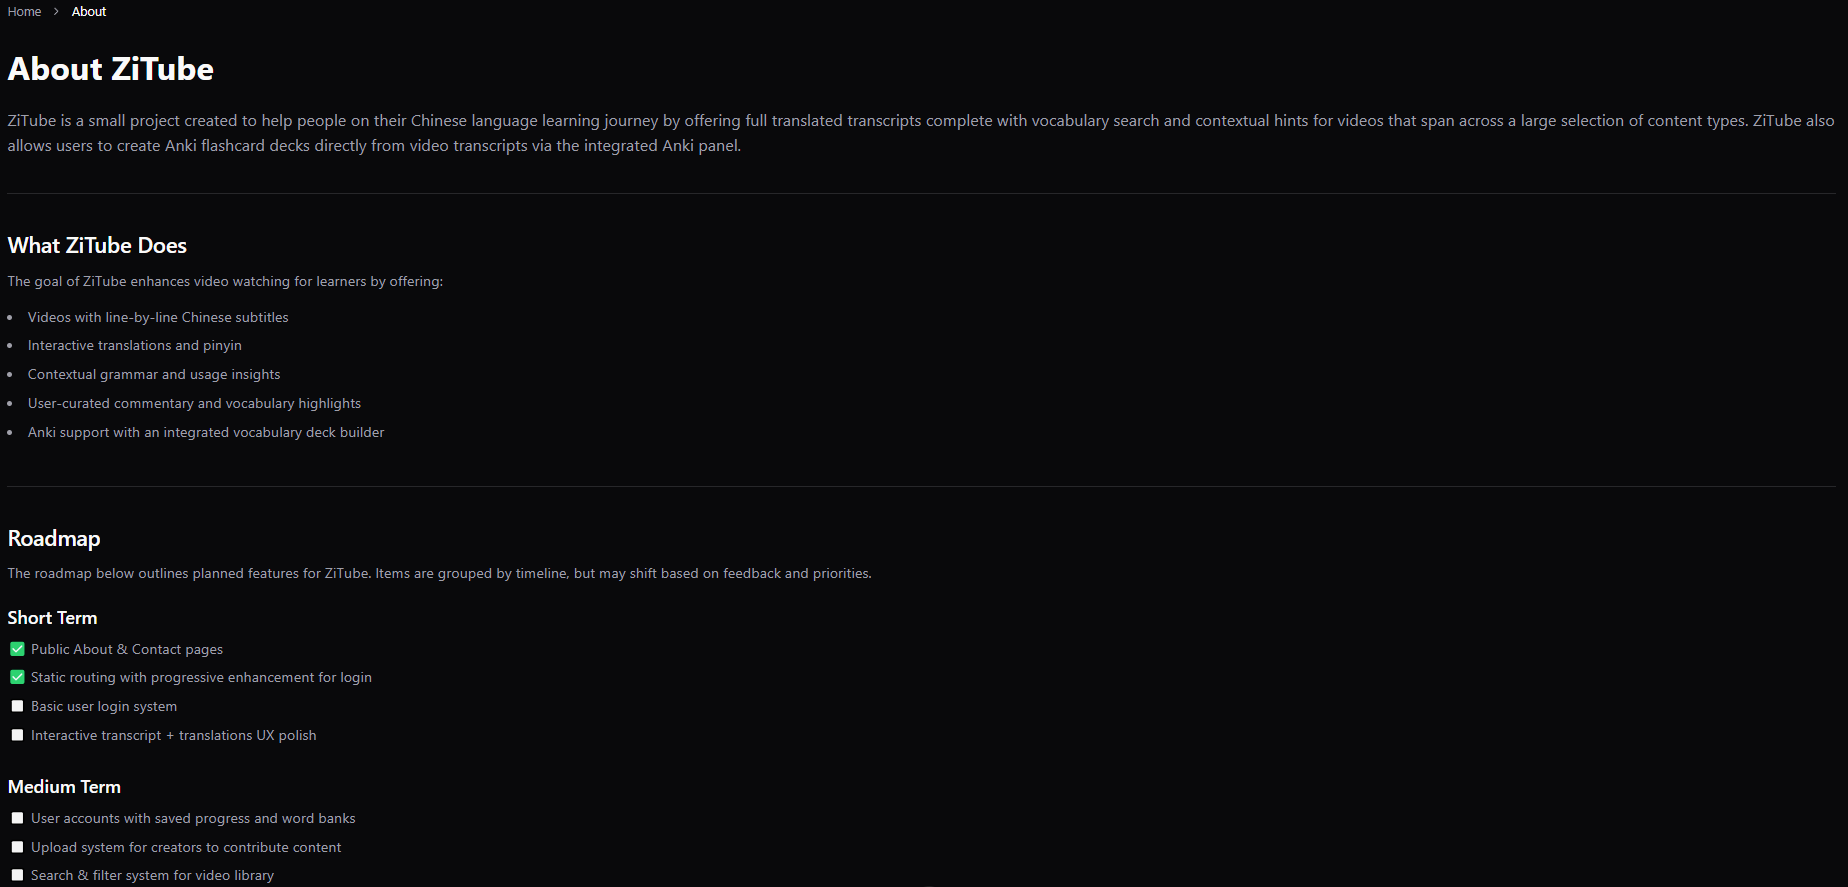 Home > About
About ZiTube
ZiTube is a small project created to help people on their Chinese language learning journey by offering full translated transcripts complete with vocabulary search and contextual hints for videos that span across a large selection of content types. ZiTube also
allows users to create Anki flashcard decks directly from video transcripts via the integrated Anki panel.
What ZiTube Does
The goal of ZiTube enhances video watching for learners by offering:
• Videos with line-by-line Chinese subtitles
• Interactive translations and pinyin
• Contextual grammar and usage insights
• User-curated commentary and vocabulary highlights
• Anki support with an integrated vocabulary deck builder
Roadmap
The roadmap below outlines planned features for ZiTube. Items are grouped by timeline, but may shift based on feedback and priorities.
Short Term
Public About & Contact pages
Static routing with progressive enhancement for login
Basic user login system
Interactive transcript + translations UX polish
Medium Term
User accounts with saved progress and word banks
Upload system for creators to contribute content
Search & filter system for video library